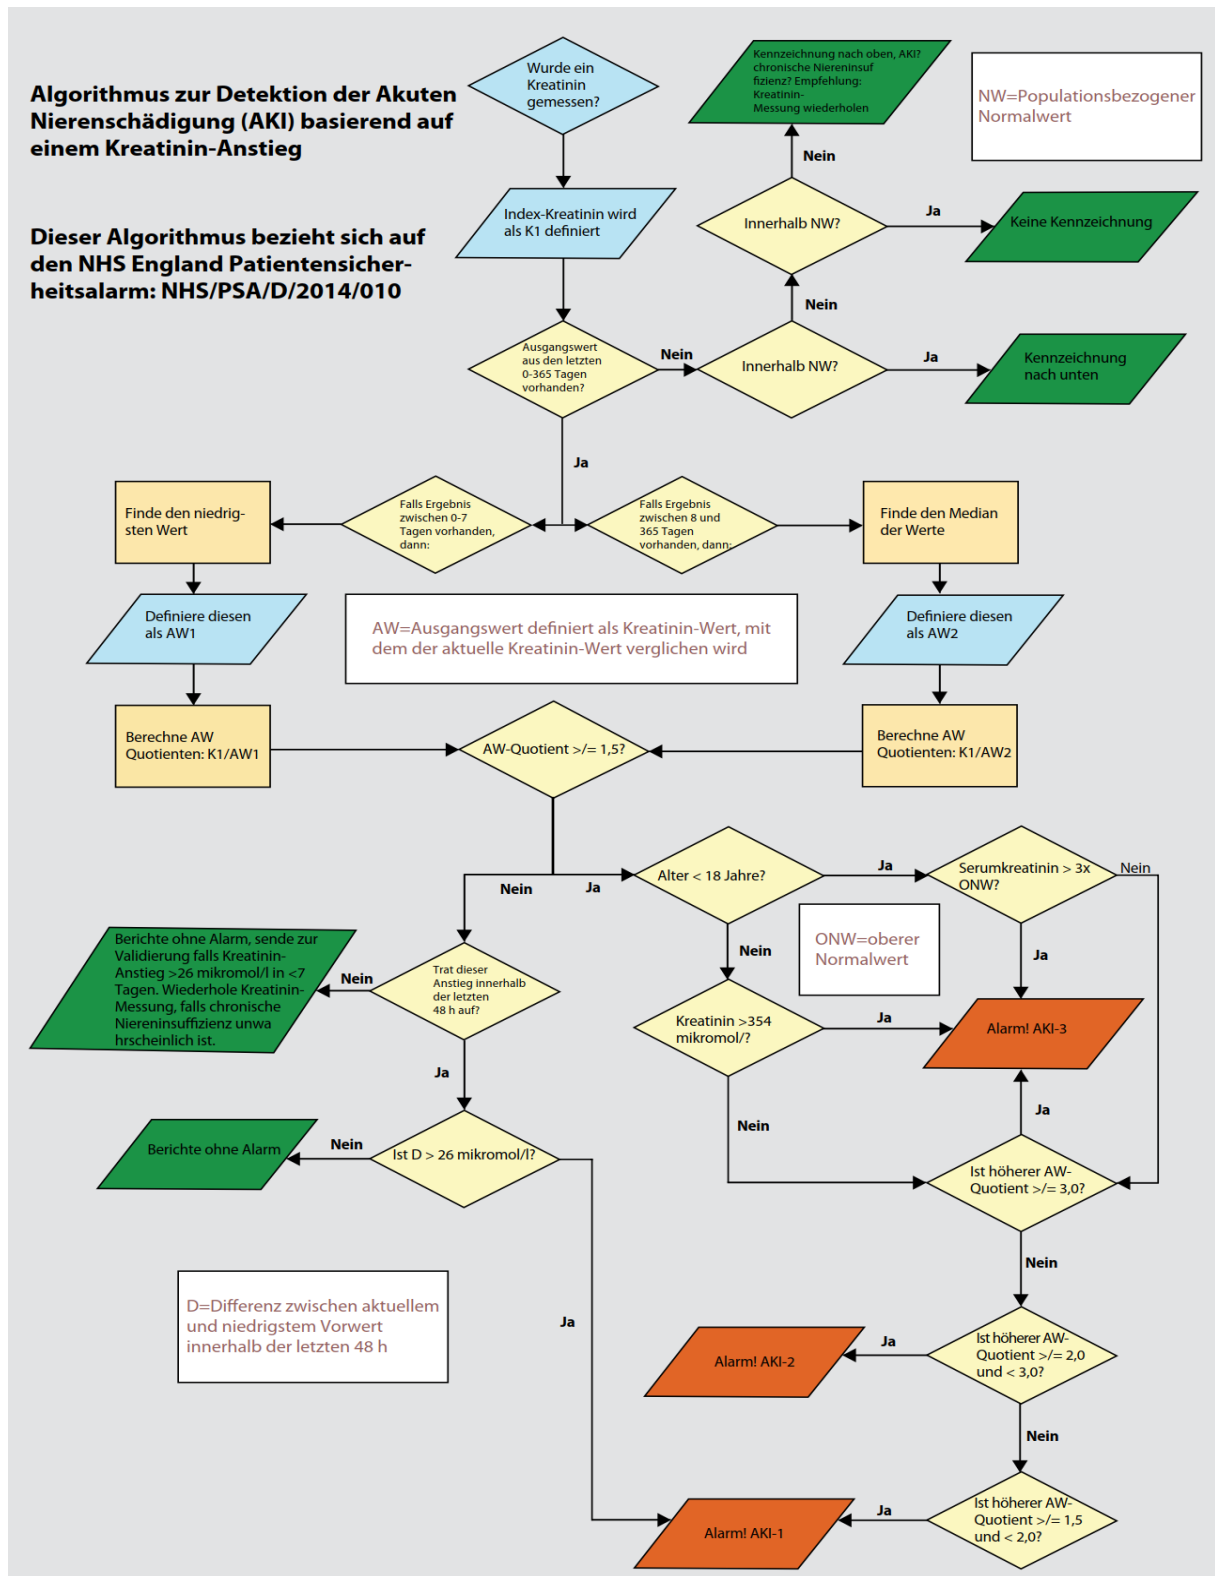 Algorithmus zur Detektion der Akuten
Nierenschädigung (AKI) basierend auf
einem Kreatinin-Anstieg
Dieser Algorithmus bezieht sich auf
den NHS England Patientensicher-
heitsalarm: NHS/PSA/D/2014/010
Wurde ein
Kreatinin
gemessen?
Kennzeichnung nach oben, AKI?
chronische Niereninsuf
fizienz? Empfehlung:
Kreatinin-
Messung wiederholen
NW=Populationsbezogener
Normalwert
Nein
Index-Kreatinin wird
als K1 definiert
Innerhalb NW?
Ja
Keine Kennzeichnung
Nein
Ausgangswert
aus den letzten
0-365 Tagen
vorhanden?
Nein
Innerhalb NW?
Ja
Kennzeichnung
nach unten
Ja
Finde den niedrig-
sten Wert
Falls Ergebnis
zwischen 0-7
Tagen vorhanden,
dann:
Falls Ergebnis
zwischen 8 und
365 Tagen
vorhanden, dann:
Finde den Median
der Werte
Definiere diesen
als AW1
AW=Ausgangswert definiert als Kreatinin-Wert, mit
dem der aktuelle Kreatinin-Wert verglichen wird
Definiere diesen
als AW2
Berechne AW
Quotienten: K1/AW1
AW-Quotient >/= 1,5?
Berechne AW
Quotienten: K1/AW2
Nein
Ja
Alter < 18 Jahre?
Ja
Serumkreatinin > 3x
ONW?
Nein
Berichte ohne Alarm, sende zur
Validierung falls Kreatinin-
Anstieg >26 mikromol/l in <7
Tagen. Wiederhole Kreatinin-
Messung, falls chronische
Niereninsuffizienz unwa
hrscheinlich ist.
Nein
Trat dieser
Anstieg innerhalb
der letzten
48 h auf?
Nein
ONW=oberer
Normalwert
Ja
Kreatinin >354
mikromol/?
Ja
Alarm! AKI-3
Ja
Ja
Nein
Berichte ohne Alarm
Nein
Ist D > 26 mikromol/l?
Ist höherer AW-
Quotient >/= 3,0?
Nein
D=Differenz zwischen aktuellem
und niedrigstem Vorwert
innerhalb der letzten 48 h
Ja
Alarm! AKI-2
Ja
Ist höherer AW-
Quotient >/= 2,0
und < 3,0?
Nein
Alarm! AKI-1
Ja
Ist höherer AW-
Quotient >/= 1,5
und < 2,0?